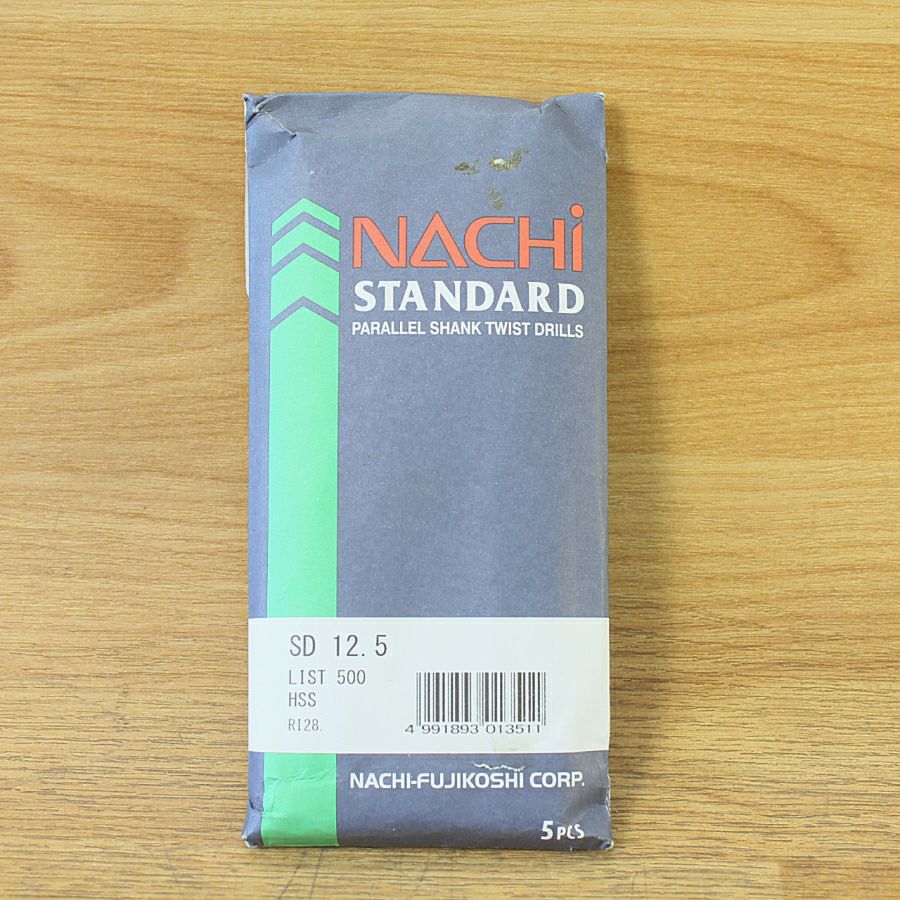 NACHi
STANDARD
PARALLEL SHANK TWIST DRILLS
SD 12.5
LIST 500
HSS
RI28.
4 991893 013511
NACHI-FUJIKOSHI CORP.
5 PCS